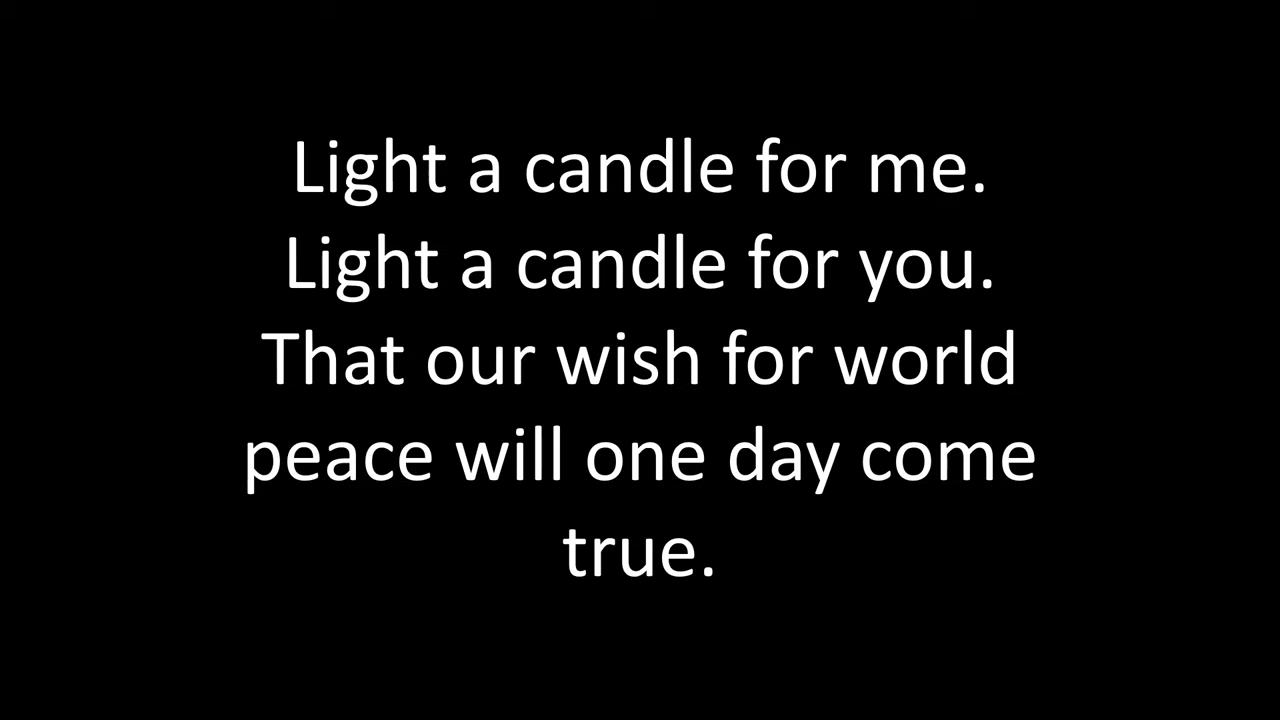 Light a candle for me.
Light a candle for you.
That our wish for world
peace will one day come
true.